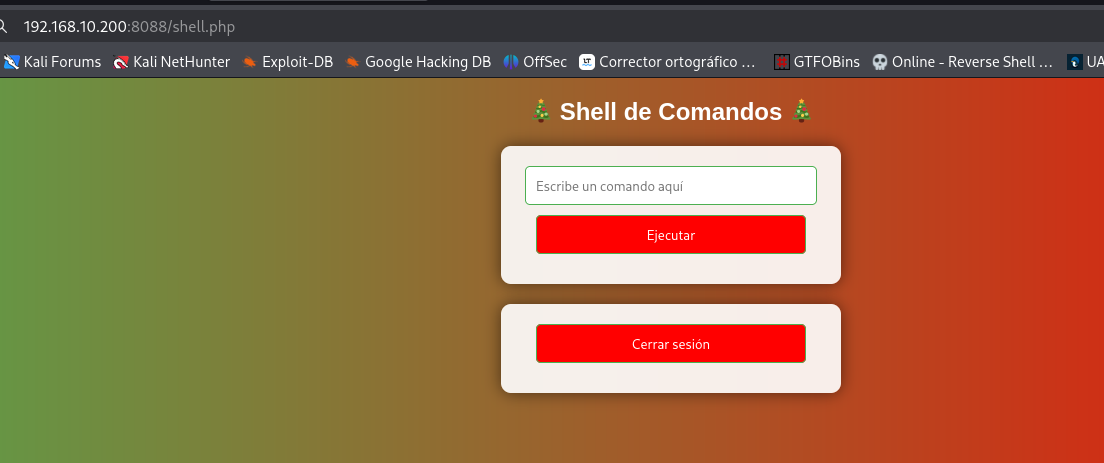 192.168.10.200:8088/shell.php
Kali Forums Kali NetHunter Exploit-DB Google Hacking DB OffSec Corrector ortográfico … GTFOBins Online - Reverse Shell … UA
Shell de Comandos
Escribe un comando aquí
Ejecutar
Cerrar sesión